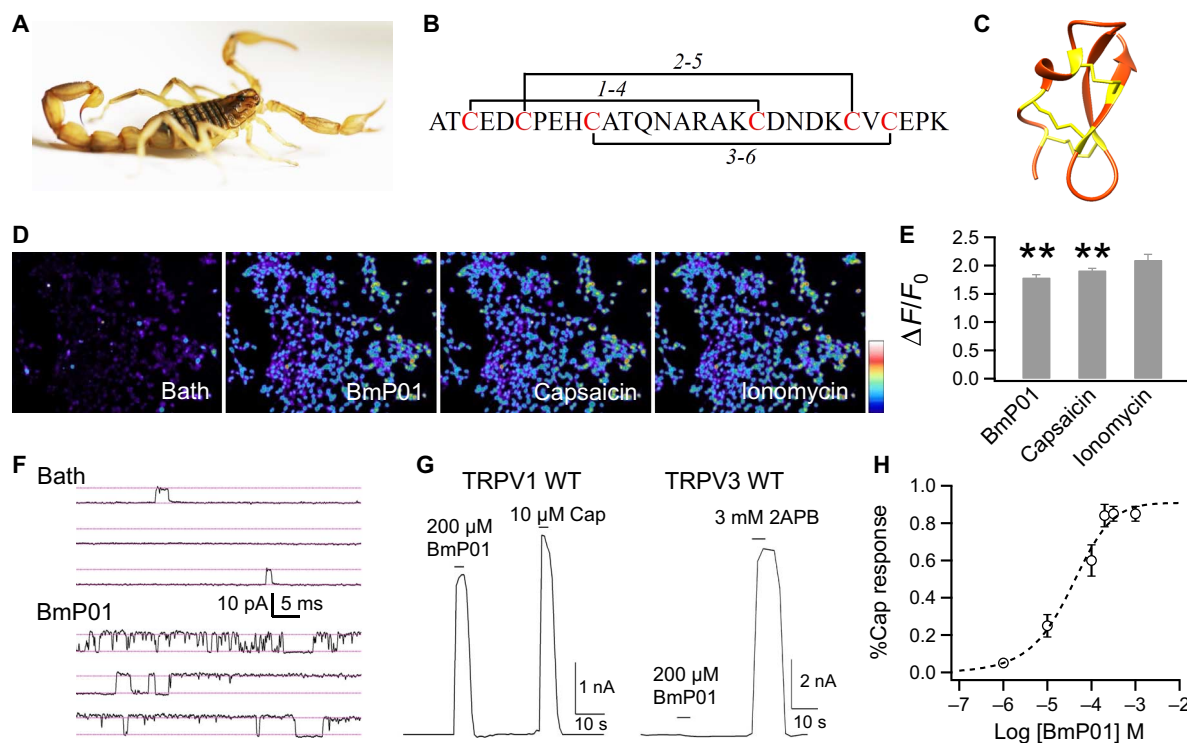 A
B
2-5
1-4
ATCEDCPEHCATQNARAKCDNDKCVCEPK
3-6
C
D
Bath
BmP01
Capsaicin
Ionomycin
E
2.5
2.0
1.5
1.0
0.5
0.0
ΔF/F0
** **
BmP01
Capsaicin
Ionomycin
F
Bath
10 pA 5 ms
BmP01
G
TRPV1 WT
200 µM
BmP01
10 µM Cap
1 nA
10 s
TRPV3 WT
3 mM 2APB
200 µM
BmP01
2 nA
10 s
H
1.0
0.8
0.6
0.4
0.2
0.0
%Cap response
–7 –6 –5 –4 –3 –2
Log [BmP01] M